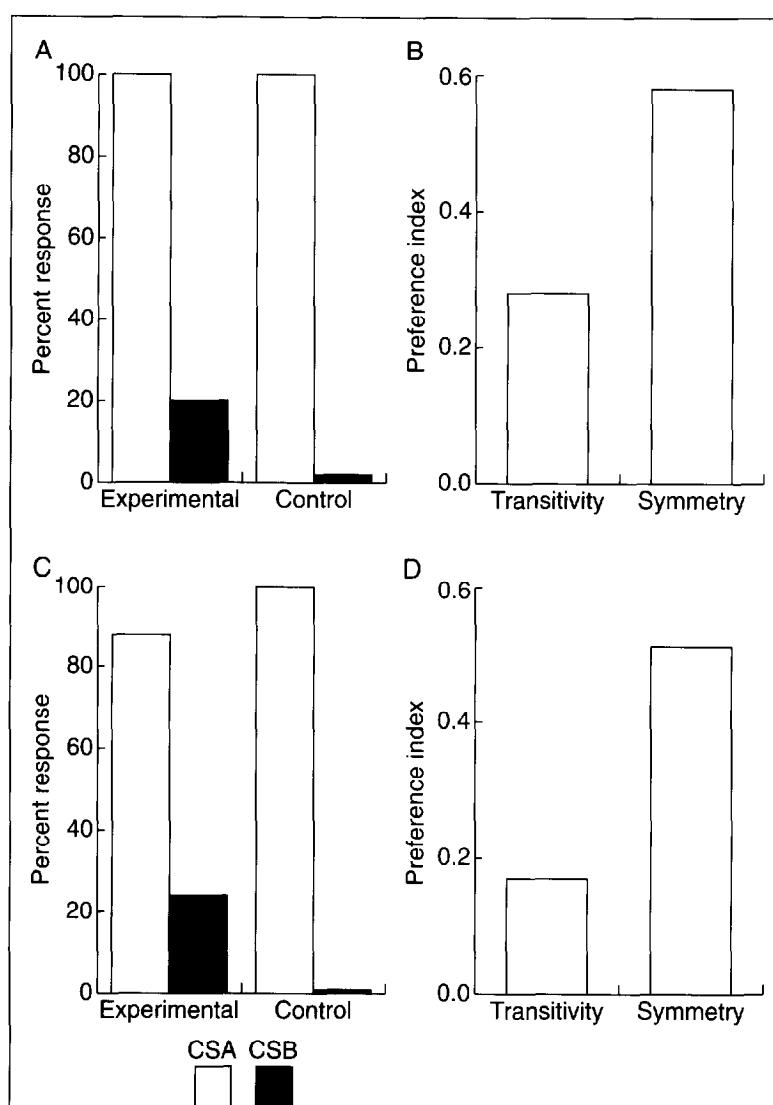 A
Percent response
100
80
60
40
20
0
Experimental Control
B
Preference index
0.6
0.4
0.2
0.0
Transitivity Symmetry
C
Percent response
100
80
60
40
20
0
Experimental Control
D
Preference index
0.6
0.4
0.2
0.0
Transitivity Symmetry
CSA CSB